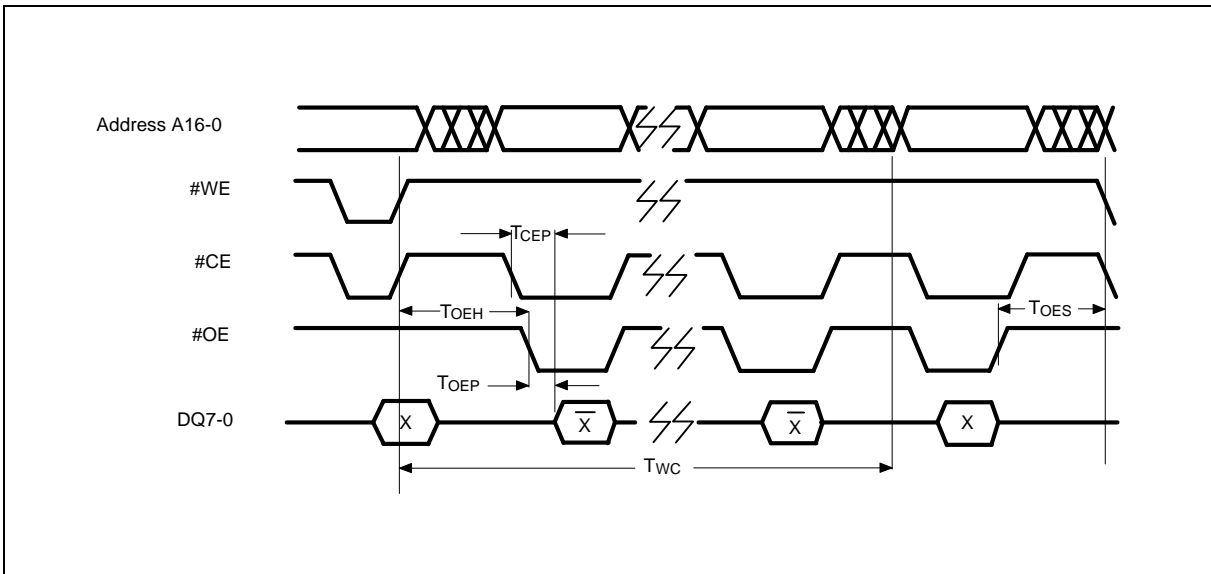 Address A16-0
#WE
TCEP
#CE
TOEH
TOES
#OE
TOEP
DQ7-0
X
X̅
X̅
X
TWC